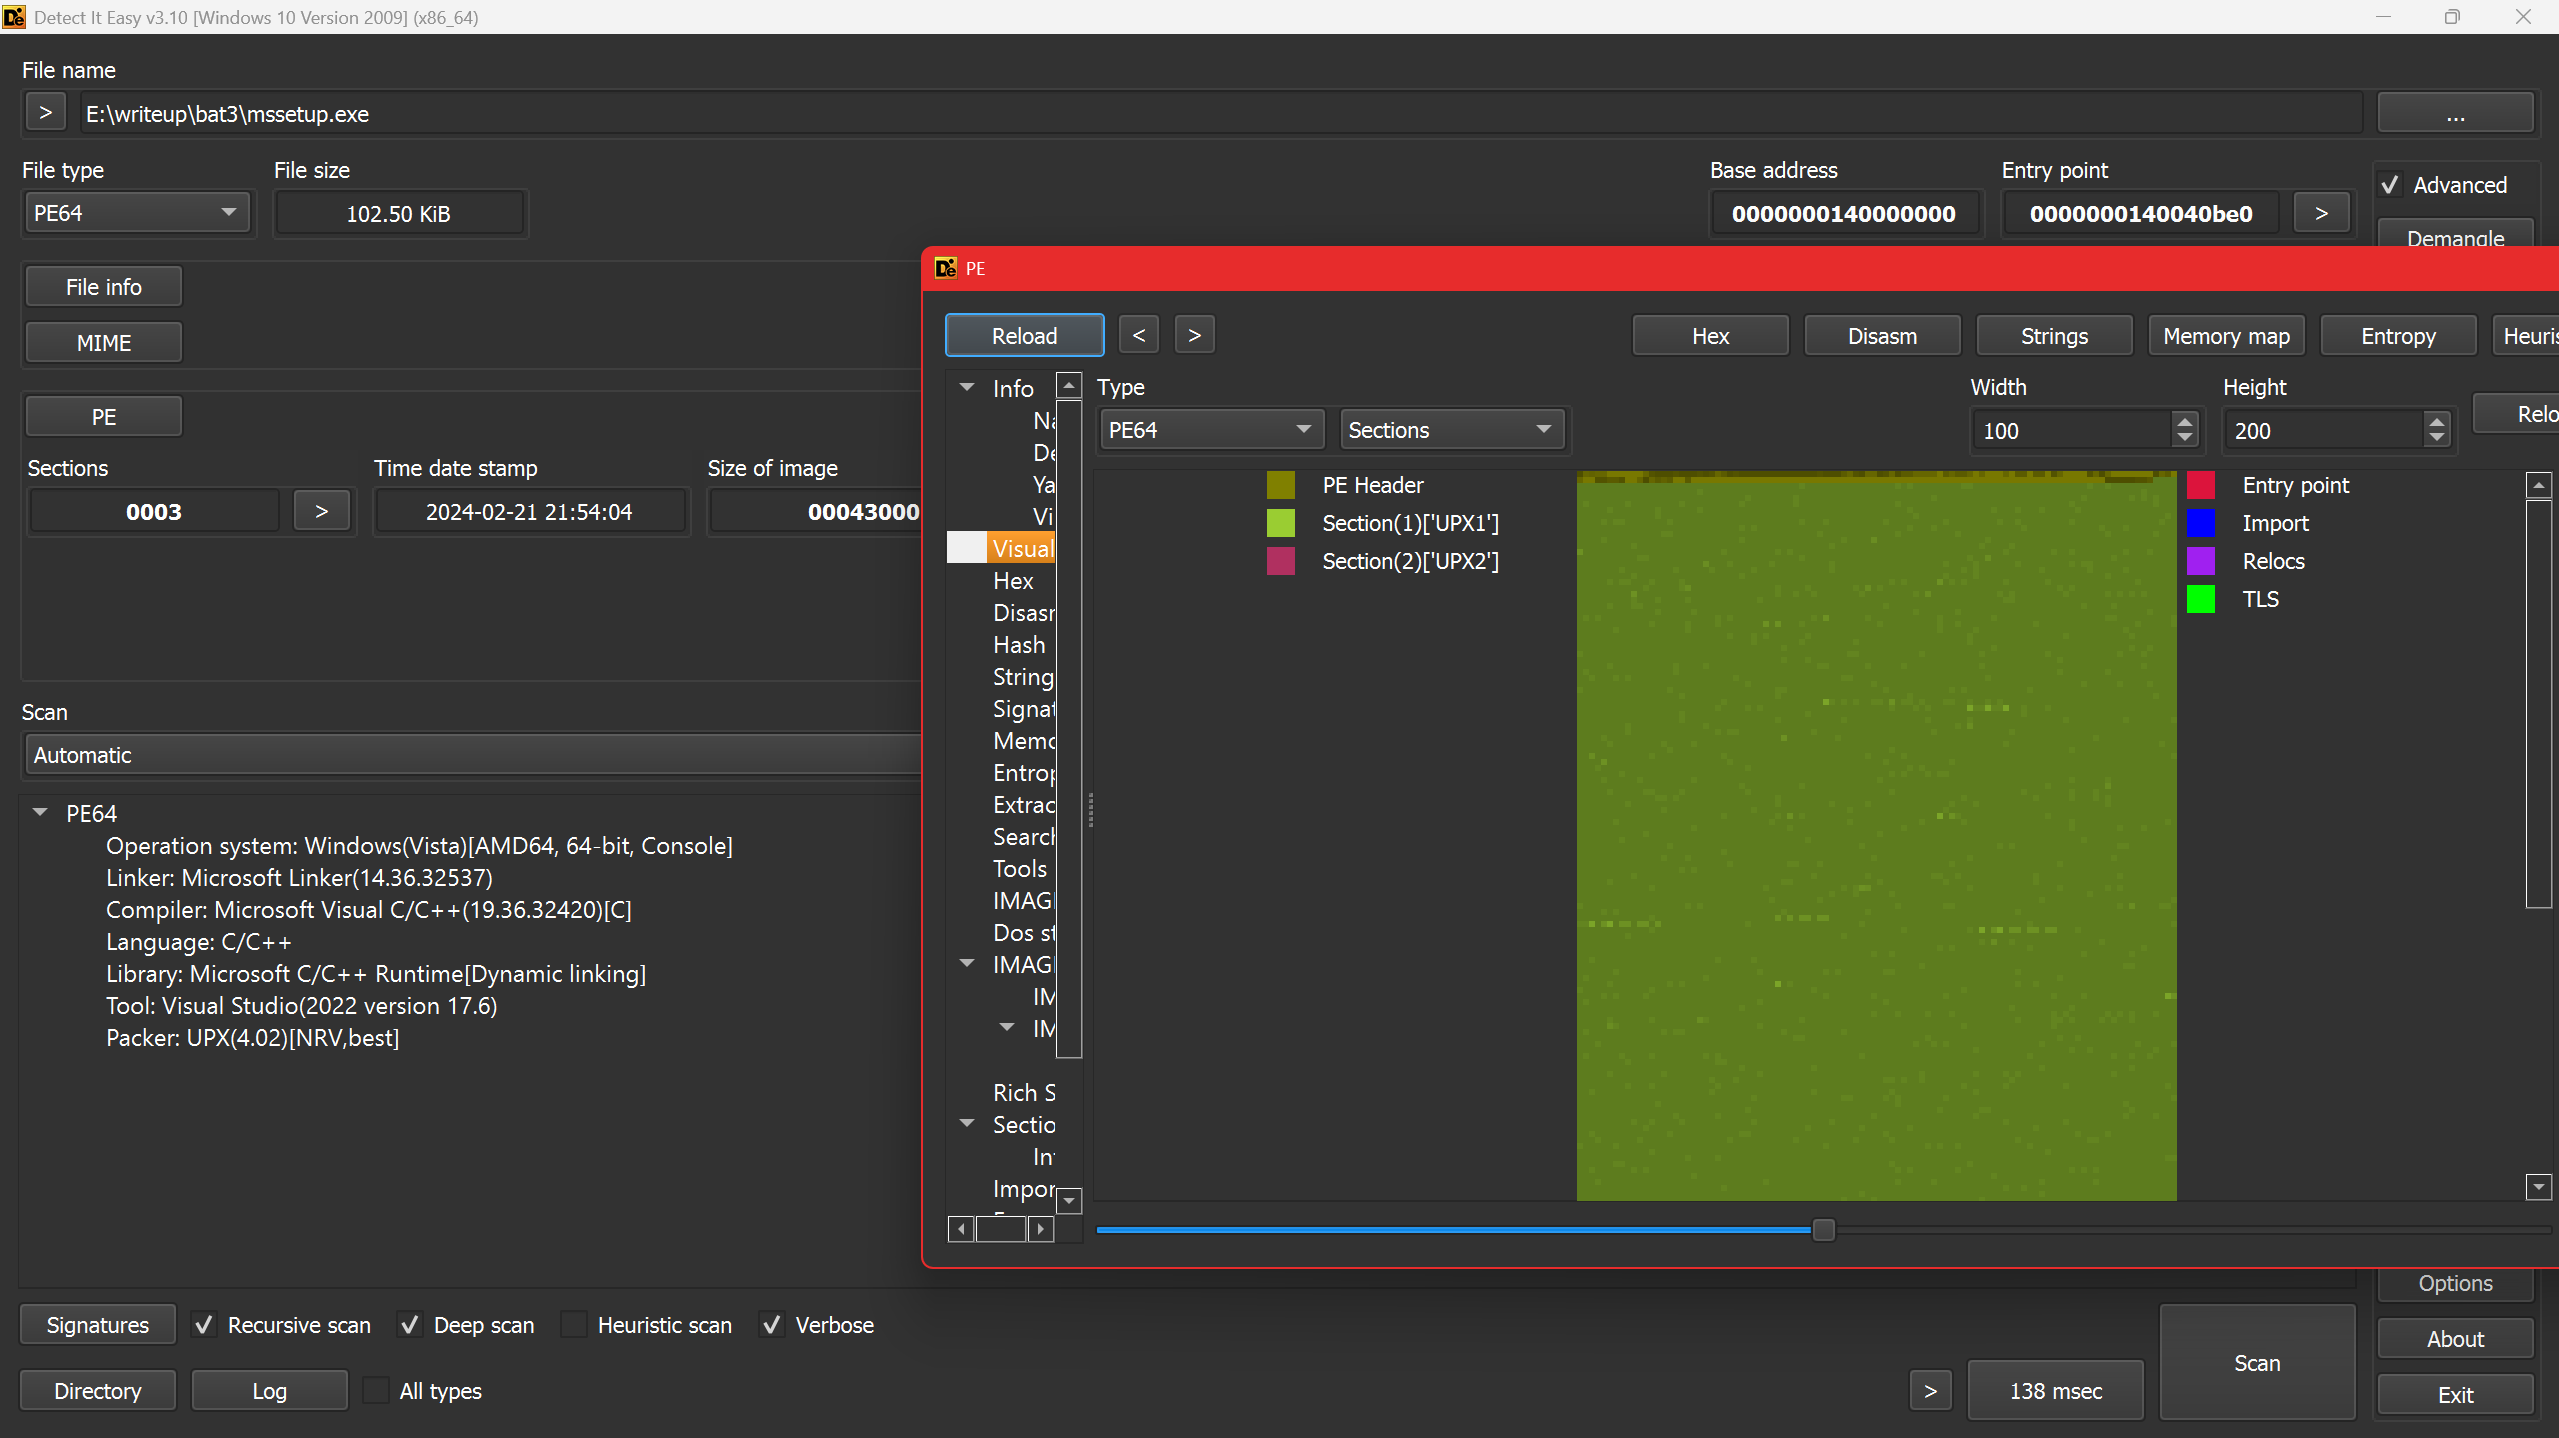 Detect It Easy v3.10 [Windows 10 Version 2009] (x86_64)
File name
> E:\writeup\bat3\mssetup.exe ...
File type File size Base address Entry point
PE64 102.50 KiB 0000000140000000 0000000140040be0 > Advanced
Demangle
File info
MIME
PE
Sections Time date stamp Size of image
0003 > 2024-02-21 21:54:04 00043000
Scan
Automatic
PE64
Operation system: Windows(Vista)[AMD64, 64-bit, Console]
Linker: Microsoft Linker(14.36.32537)
Compiler: Microsoft Visual C/C++(19.36.32420)[C]
Language: C/C++
Library: Microsoft C/C++ Runtime[Dynamic linking]
Tool: Visual Studio(2022 version 17.6)
Packer: UPX(4.02)[NRV,best]
PE
Reload < > Hex Disasm Strings Memory map Entropy Heuris
Info
Na
De
Ya
Vi
Visual
Hex
Disasm
Hash
String
Signat
Memo
Entrop
Extrac
Search
Tools
IMAG
Dos st
IMAG
IM
IM
Rich S
Sectio
In
Impor
Type Width Height
PE64 Sections 100 200 Relo
PE Header
Section(1)['UPX1']
Section(2)['UPX2']
Entry point
Import
Relocs
TLS
Options
Signatures Recursive scan Deep scan Heuristic scan Verbose
About
Scan
Directory Log All types > 138 msec
Exit